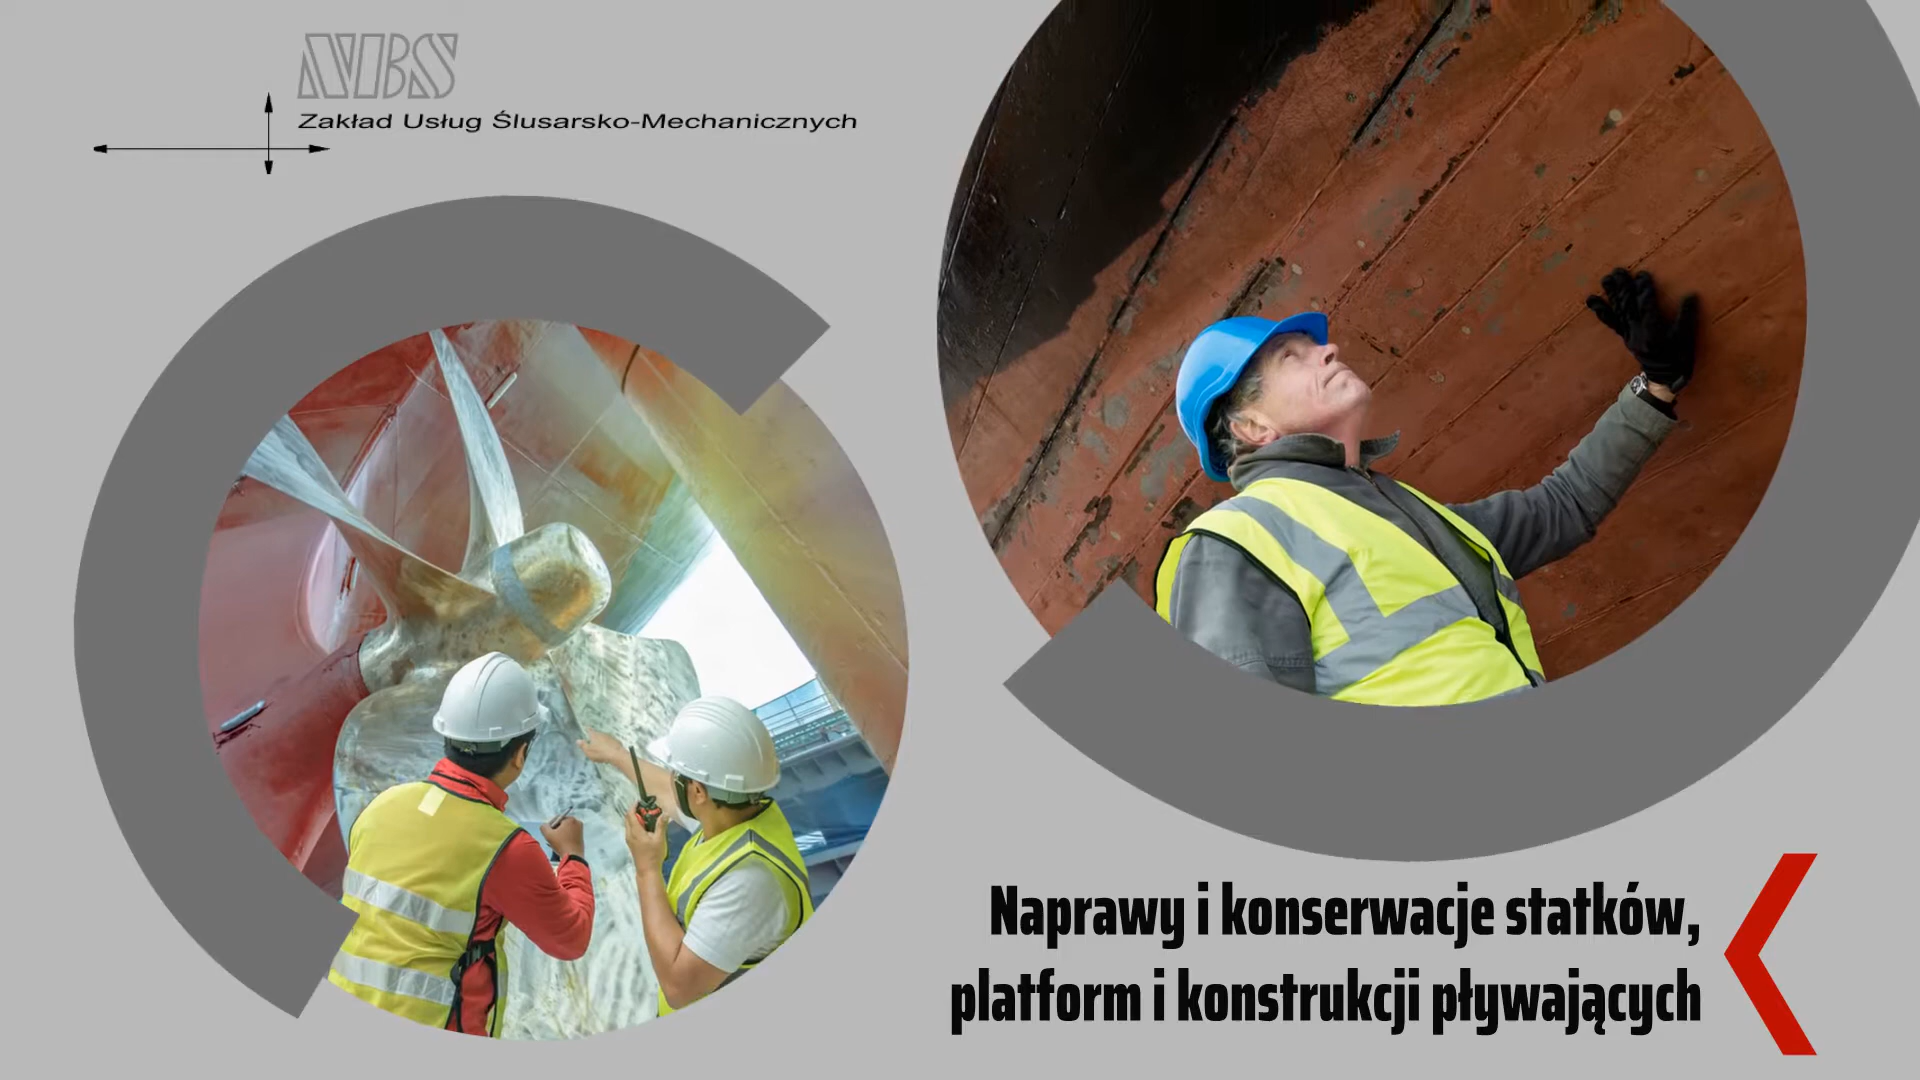 NBS
Zakład Usług Ślusarsko-Mechanicznych
Naprawy i konserwacje statków,
platform i konstrukcji pływających